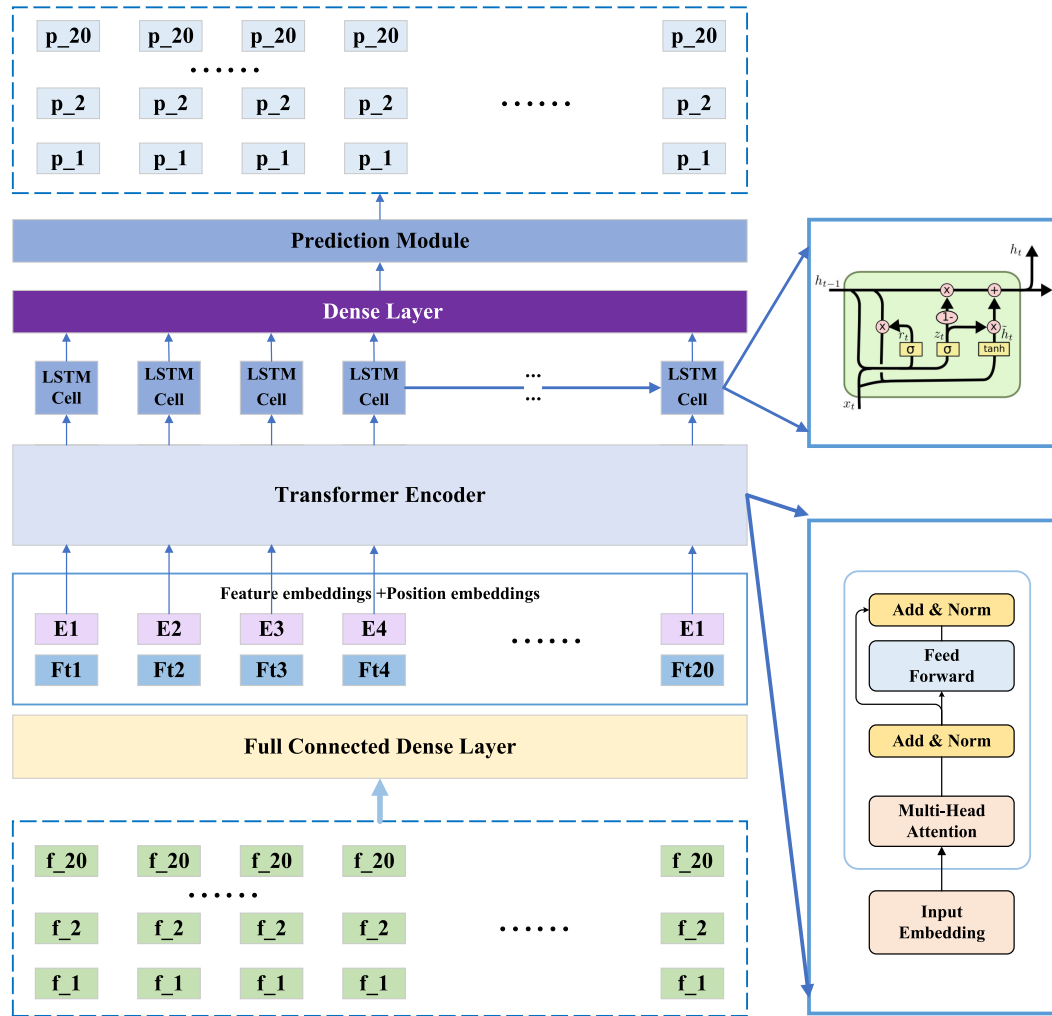 p_20 p_20 p_20 p_20 p_20
......
p_2 p_2 p_2 p_2 ...... p_2
p_1 p_1 p_1 p_1 p_1
Prediction Module
Dense Layer
LSTM Cell
LSTM Cell
LSTM Cell
LSTM Cell
...
...
LSTM Cell
h_t
h_{t-1}
x + 
1-
x r_t z_t x h̃_t
σ σ tanh
x_t
Transformer Encoder
Feature embeddings +Position embeddings
E1 E2 E3 E4 ...... E1
Ft1 Ft2 Ft3 Ft4 Ft20
Full Connected Dense Layer
f_20 f_20 f_20 f_20 f_20
......
f_2 f_2 f_2 f_2 ...... f_2
f_1 f_1 f_1 f_1 f_1
Add & Norm
Feed
Forward
Add & Norm
Multi-Head
Attention
Input
Embedding